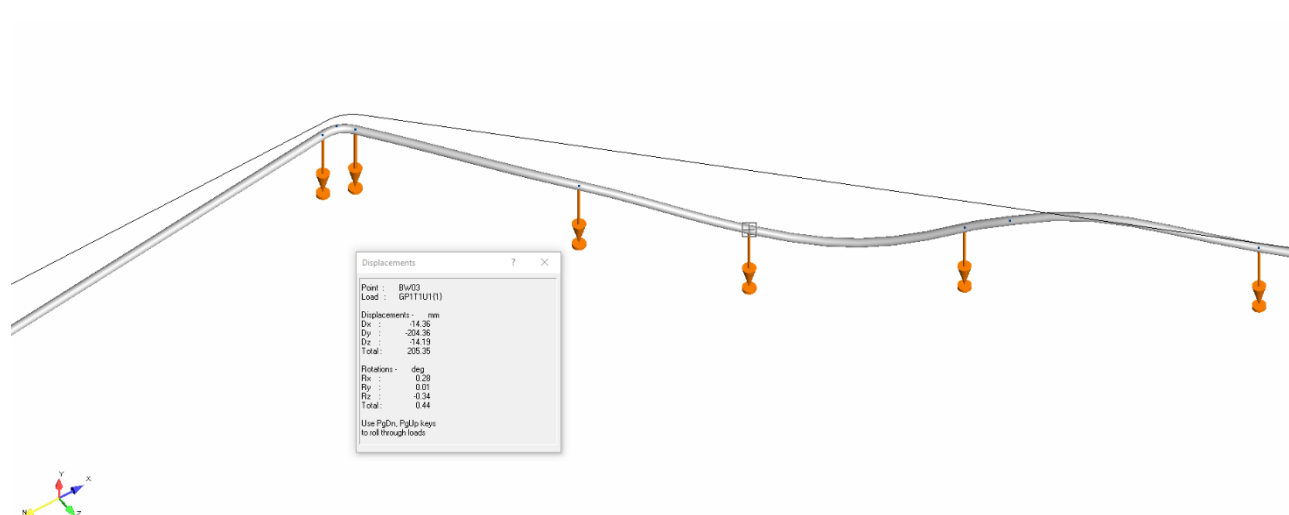 Displacements ? ×
Point : BW03
Load : GP1T1U1{1}
Displacements - mm
Dx : -14.36
Dy : -204.36
Dz : -14.19
Total : 205.35
Rotations - deg
Rx : 0.28
Ry : 0.01
Rz : -0.34
Total : 0.44
Use PgDn, PgUp keys
to roll through loads
Y
X
N
Z